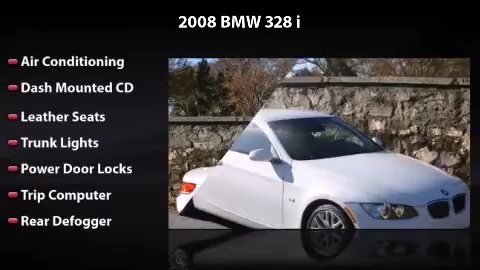 2008 BMW 328 i
Air Conditioning
Dash Mounted CD
Leather Seats
Trunk Lights
Power Door Locks
Trip Computer
Rear Defogger